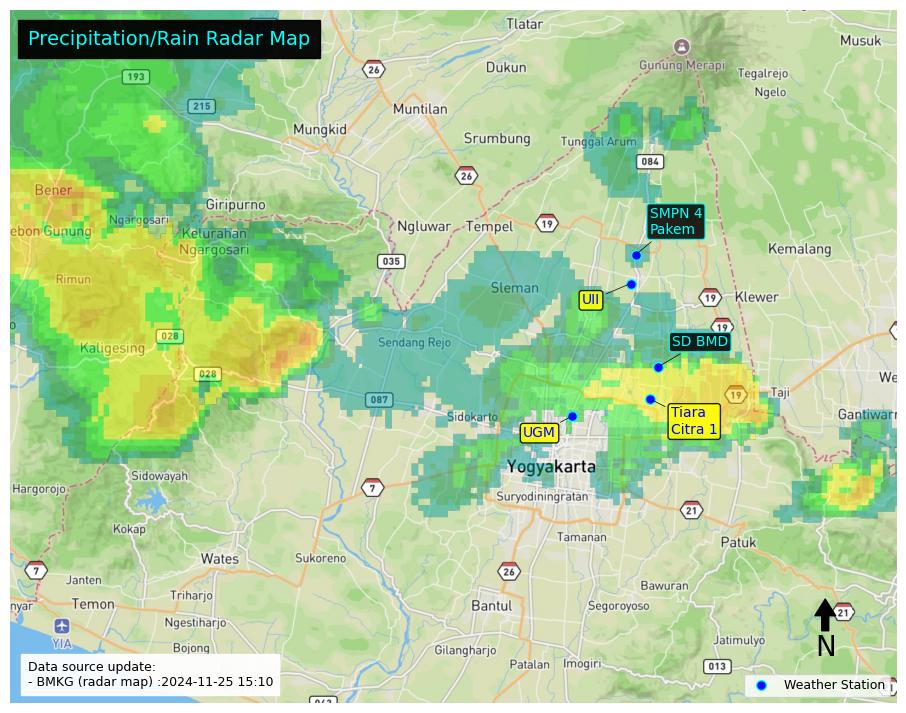 Precipitation/Rain Radar Map
Tlatar
Musuk
26
Dukun
Gunung Merapi
Tegalrejo
193
Ngelo
215
Muntilan
Mungkid
Srumbung
Tunggal Arum
084
26
Bener
Giripurno
SMPN 4
Pakem
Ngargosari
Ngluwar
Tempel
19
ebon Gunung
Kelurahan
Ngargosari
Kemalang
035
Rimun
Sleman
UII
19
Klewer
19
028
Sendang Rejo
SD BMD
Kaligesing
028
We
087
19
Taji
Sidokarto
Tiara
Citra 1
Gantiwarn
UGM
Yogyakarta
Sidowayah
Hargorojo
7
Suryodiningratan
21
Kokap
Tamanan
Patuk
Wates
Sukoreno
7
26
Janten
Bawuran
nyar
Temon
Triharjo
Bantul
Segoroyoso
21
Ngestiharjo
N
YIA
Jatimulyo
Bojong
Gilangharjo
Patalan
Imogiri
013
Data source update:
- BMKG (radar map) :2024-11-25 15:10
Weather Station